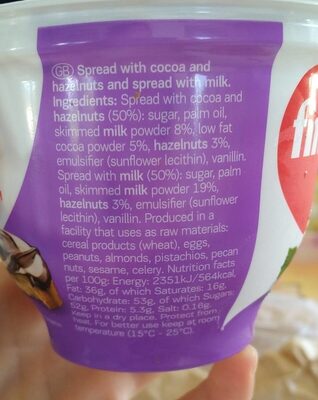 GB Spread with cocoa and
hazelnuts and spread with milk.
Ingredients: Spread with cocoa and
hazelnuts (50%): sugar, palm oil,
skimmed milk powder 8%, low fat
cocoa powder 5%, hazelnuts 3%,
emulsifier (sunflower lecithin), vanillin.
Spread with milk (50%): sugar, palm
oil, skimmed milk powder 19%,
hazelnuts 3%, emulsifier (sunflower
lecithin), vanillin. Produced in a
facility that uses as raw materials:
cereal products (wheat), eggs,
peanuts, almonds, pistachios, pecan
nuts, sesame, celery. Nutrition facts
per 100g: Energy: 2351kJ/564kcal,
Fat: 36g, of which Saturates: 16g,
Carbohydrate: 53g, of which Sugars:
52g, Protein: 5.3g, Salt: 0.16g.
Keep in a dry place. Protect from
heat. For better use keep at room
temperature (15°C - 25°C).